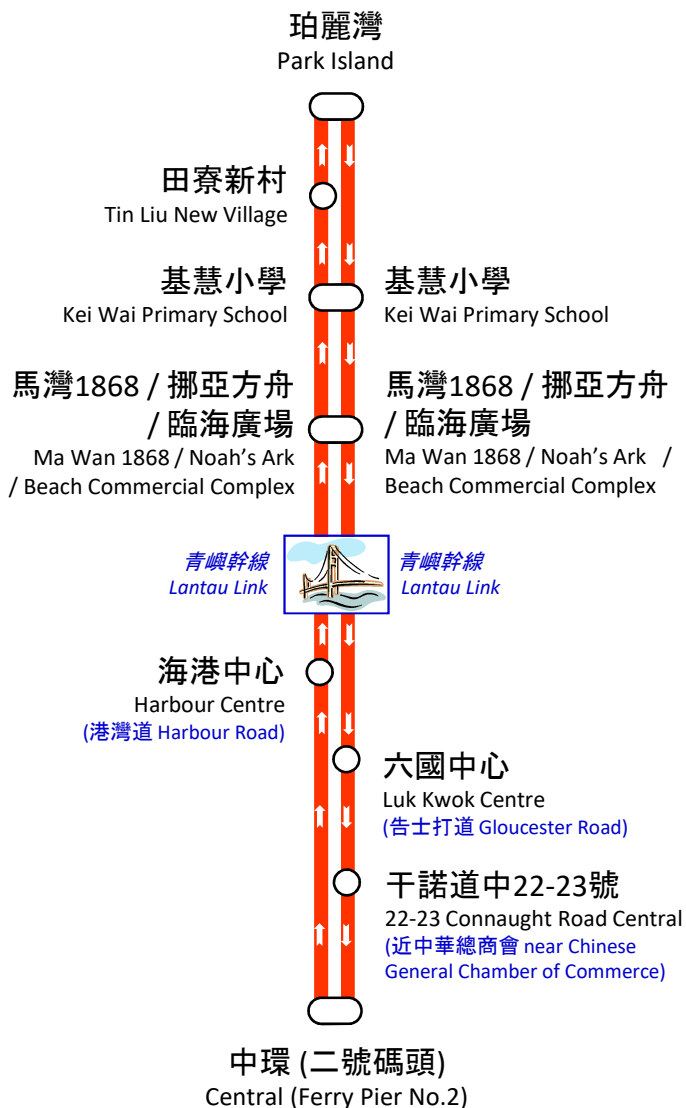 珀麗灣
Park Island
田寮新村
Tin Liu New Village
基慧小學
Kei Wai Primary School
基慧小學
Kei Wai Primary School
馬灣1868 / 挪亞方舟
/ 臨海廣場
Ma Wan 1868 / Noah’s Ark
/ Beach Commercial Complex
馬灣1868 / 挪亞方舟
/ 臨海廣場
Ma Wan 1868 / Noah’s Ark /
Beach Commercial Complex
青嶼幹線
Lantau Link
青嶼幹線
Lantau Link
海港中心
Harbour Centre
(港灣道 Harbour Road)
六國中心
Luk Kwok Centre
(告士打道 Gloucester Road)
干諾道中22-23號
22-23 Connaught Road Central
(近中華總商會 near Chinese
General Chamber of Commerce)
中環 (二號碼頭)
Central (Ferry Pier No.2)